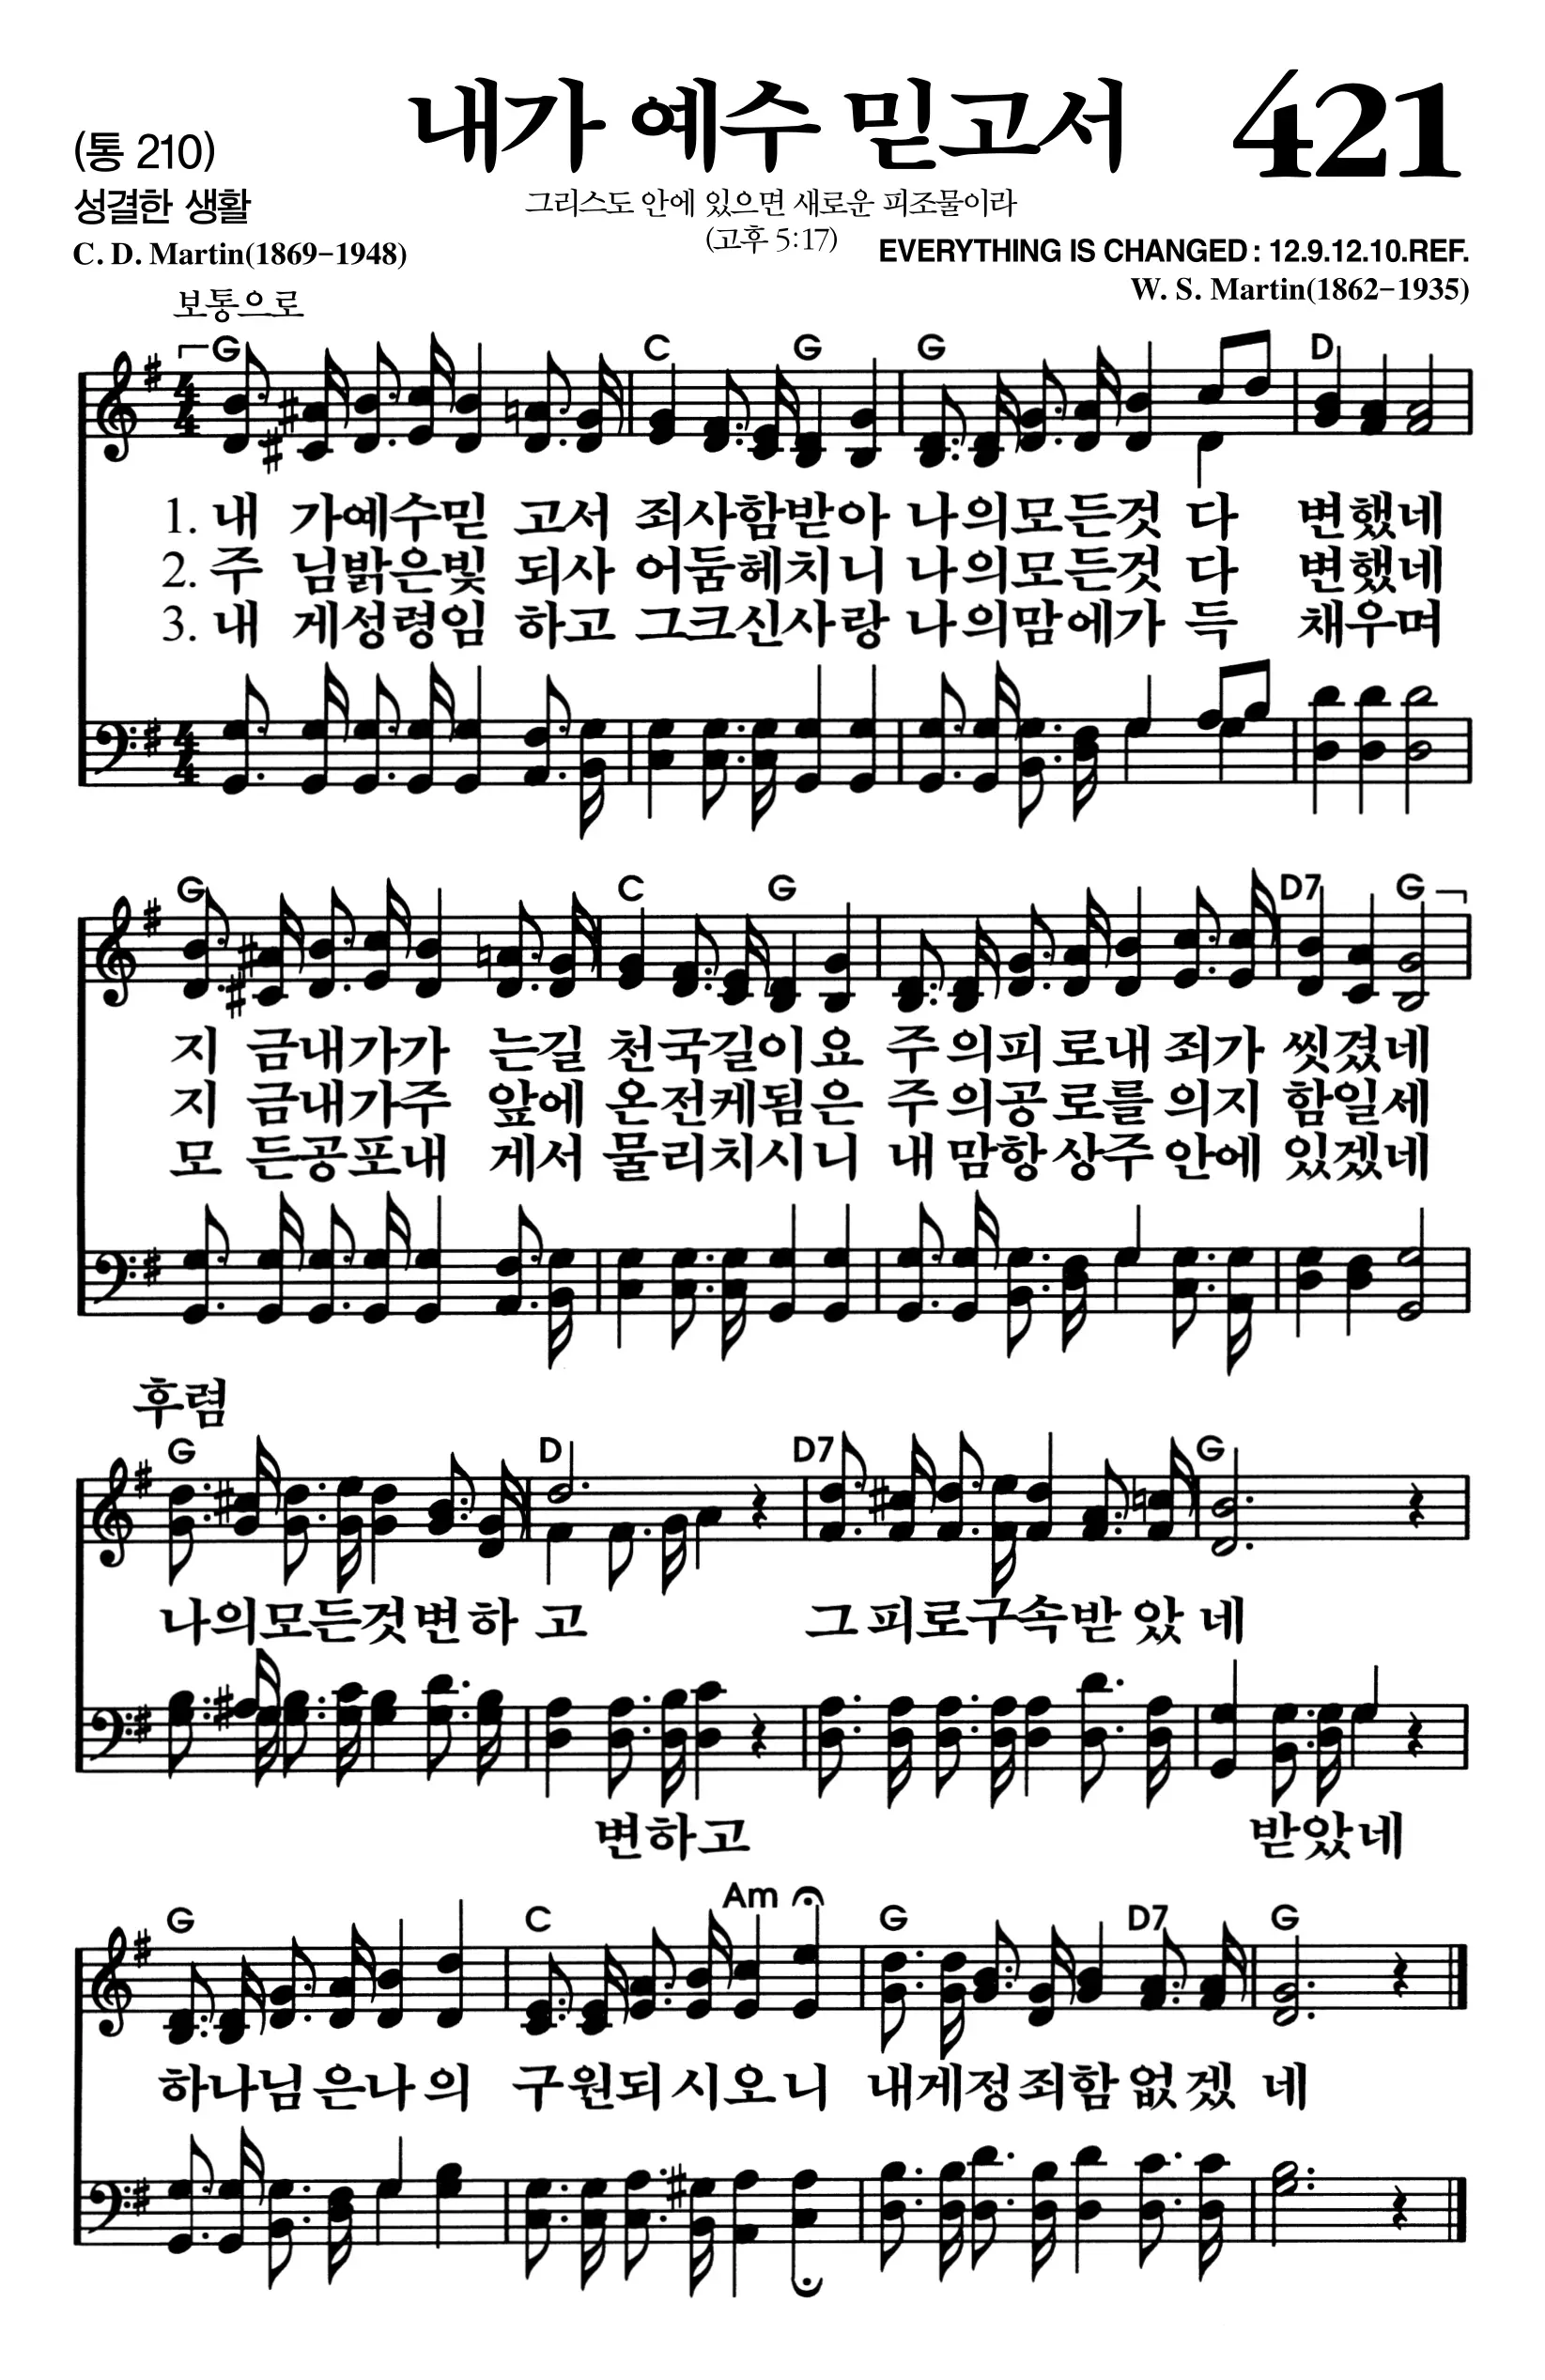 내가 예수 믿고서 421
(통 210)
성결한 생활
그리스도 안에 있으면 새로운 피조물이라
(고후 5:17)
C. D. Martin(1869-1948)
EVERYTHING IS CHANGED : 12.9.12.10.REF.
W. S. Martin(1862-1935)
보통으로
G C G G D
1. 내 가예수믿 고서 죄사함받아 나의모든것 다 변했네
2. 주 님밝은빛 되사 어둠헤치니 나의모든것 다 변했네
3. 내 게성령임 하고 그크신사랑 나의맘에가 득 채우며
G C G D7 G
지 금내가가 는길 천국길이요 주의피로내죄가 씻겼네
지 금내가주 앞에 온전케됨은 주의공로를의지 함일세
모 든공포내 게서 물리치시니 내맘항상주안에 있겠네
후렴
G D D7 G
나의모든것변하 고 그피로구속받았 네
변하고 받았네
G C Am G D7 G
하나님은나의 구원되시오니 내게정죄함없겠 네